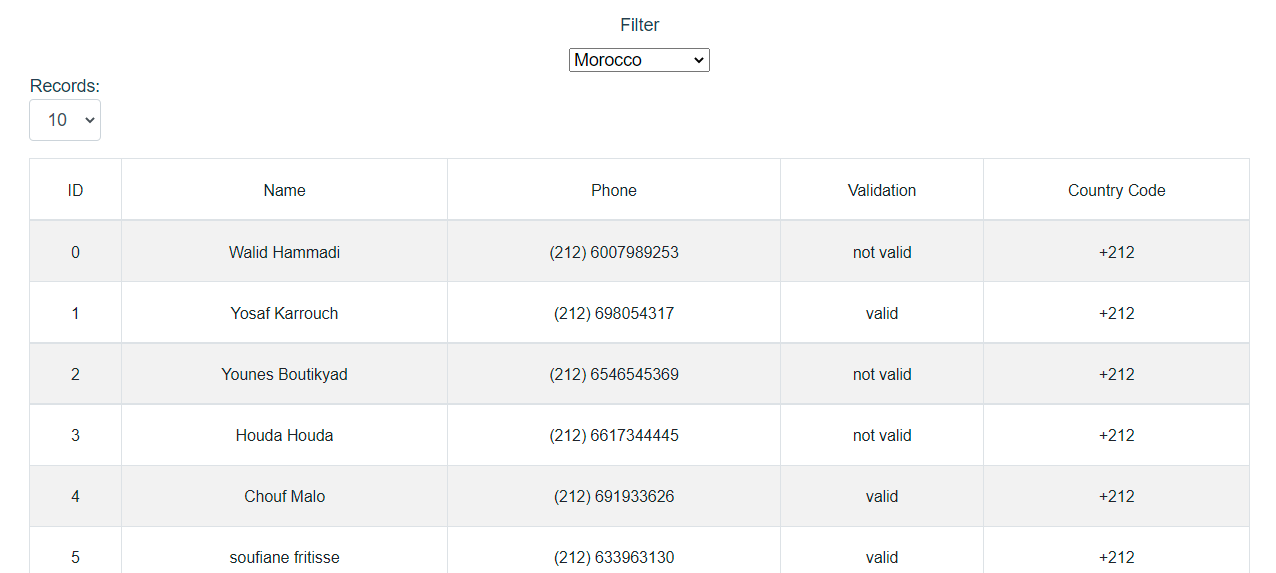 Filter
Morocco
Records:
10
ID Name Phone Validation Country Code
0 Walid Hammadi (212) 6007989253 not valid +212
1 Yosaf Karrouch (212) 698054317 valid +212
2 Younes Boutikyad (212) 6546545369 not valid +212
3 Houda Houda (212) 6617344445 not valid +212
4 Chouf Malo (212) 691933626 valid +212
5 soufiane fritisse (212) 633963130 valid +212